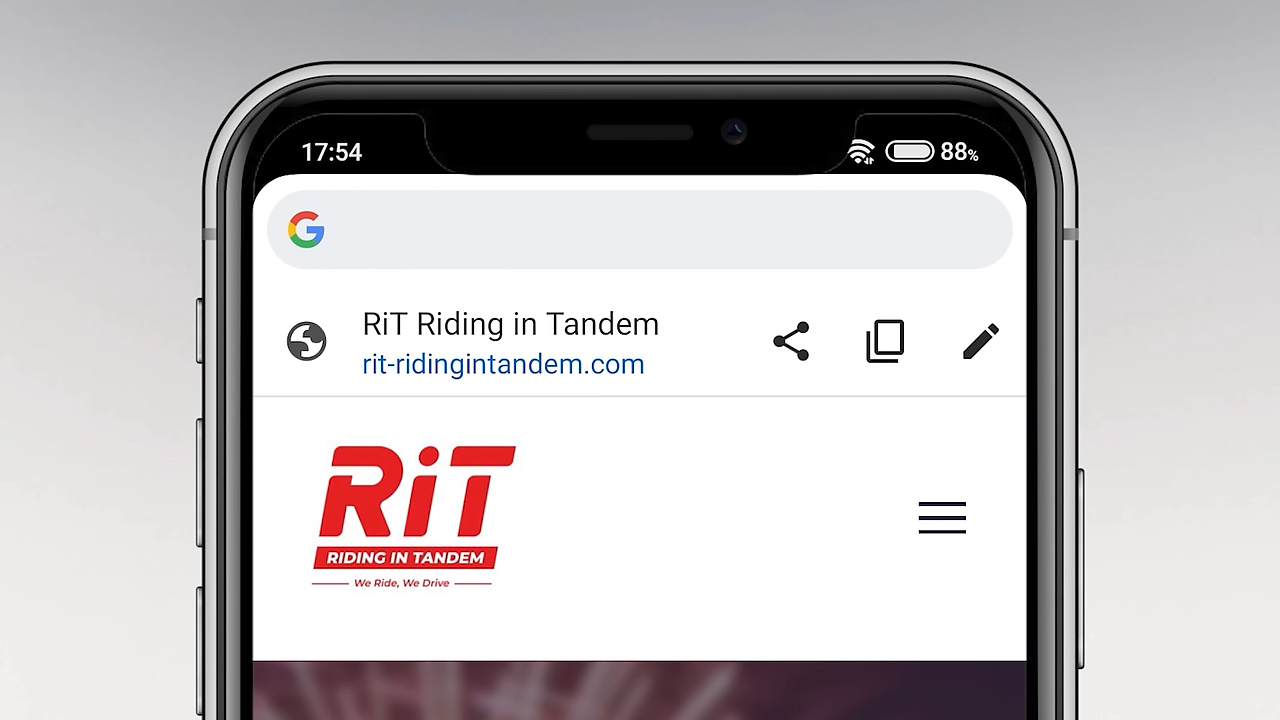 17:54
88%
RiT Riding in Tandem
rit-ridingintandem.com
RiT
RIDING IN TANDEM
We Ride, We Drive